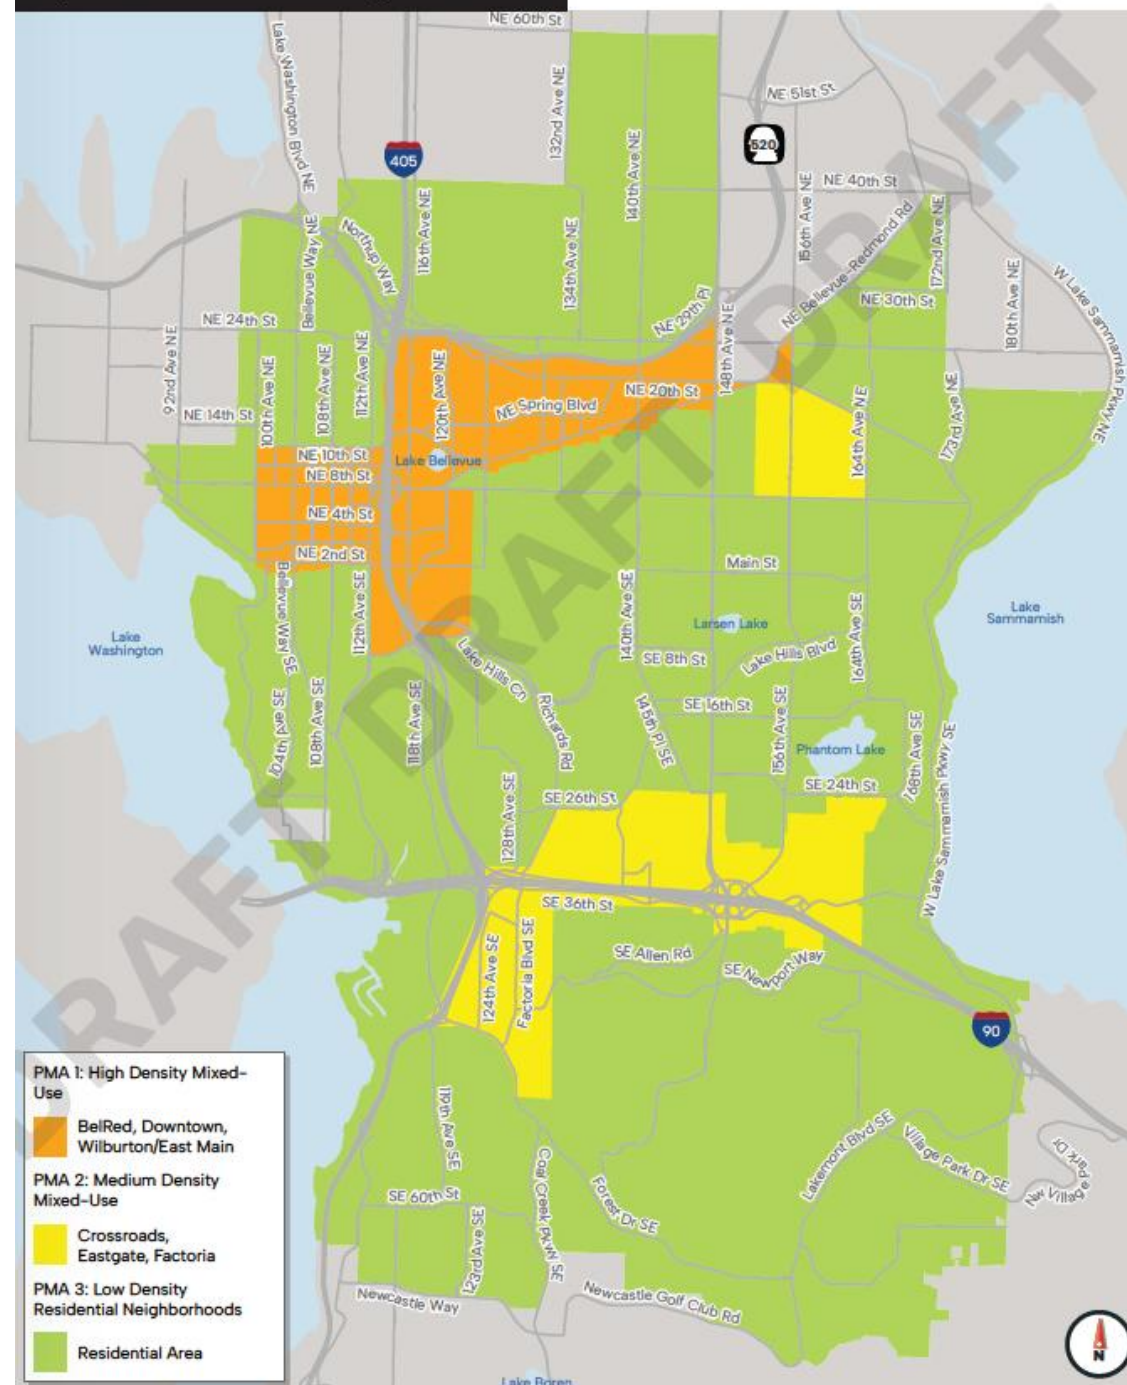 NE 60th St
Lake Washington Blvd NE
132nd Ave NE
NE 51st St
405
520
140th Ave NE
NE 40th St
156th Ave NE
116th Ave NE
Bellevue Way NE
Northup Way
134th Ave NE
NE Bellevue-Redmond Rd
172nd Ave NE
W Lake Sammamish Pkwy NE
180th Ave NE
NE 30th St
NE 29th Pl
NE 24th St
148th Ave NE
92nd Ave NE
100th Ave NE
108th Ave NE
112th Ave NE
120th Ave NE
NE 20th St
NE Spring Blvd
NE 14th St
164th Ave NE
173rd Ave NE
NE 10th St
Lake Bellevue
NE 8th St
NE 4th St
NE 2nd St
Main St
Bellevue Way SE
112th Ave SE
140th Ave SE
Larsen Lake
164th Ave SE
Lake
Washington
Lake
Sammamish
Lake Hills Cn
SE 8th St
Lake Hills Blvd
104th Ave SE
108th Ave SE
118th Ave SE
Richards Rd
145th Pl SE
SE 16th St
156th Ave SE
Phantom Lake
168th Ave SE
W Lake Sammamish Pkwy SE
SE 24th St
128th Ave SE
SE 26th St
SE 36th St
124th Ave SE
Factoria Blvd SE
SE Allen Rd
SE Newport Way
90
119th Ave SE
Lakemont Blvd SE
Village Park Dr SE
NW Village Park Dr
SE 60th St
Coal Creek Pkwy SE
Forest Dr SE
123rd Ave SE
Newcastle Way
Newcastle Golf Club Rd
Lake Boren
PMA 1: High Density Mixed-
Use
BelRed, Downtown,
Wilburton/East Main
PMA 2: Medium Density
Mixed-Use
Crossroads,
Eastgate, Factoria
PMA 3: Low Density
Residential Neighborhoods
Residential Area
N
DRAFT DRAFT DRAFT DRAFT